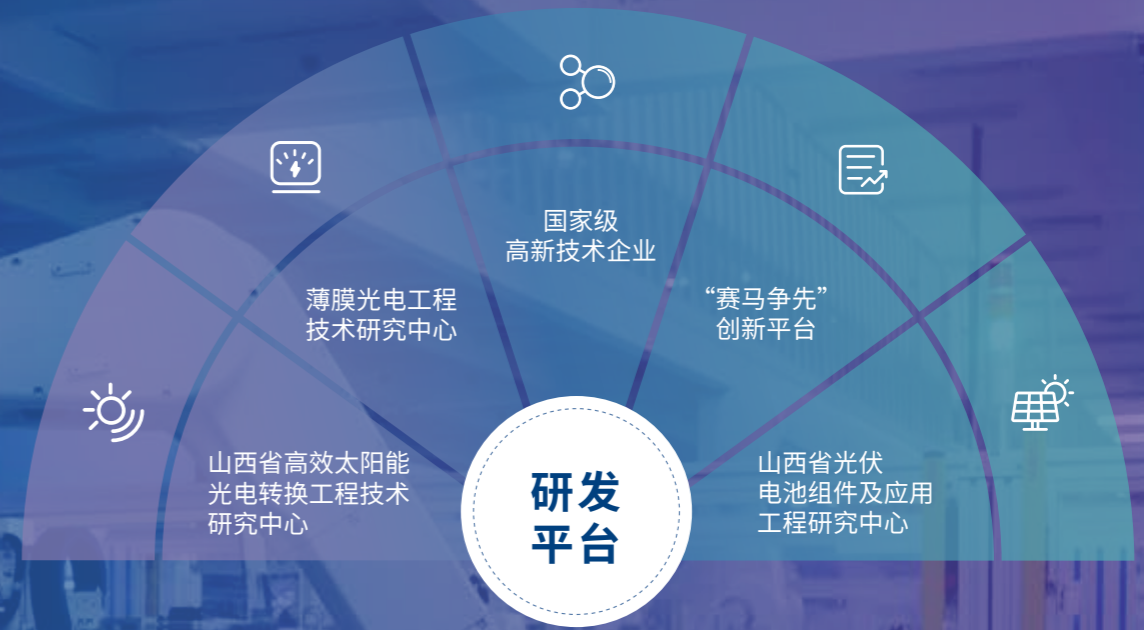 国家级
高新技术企业
薄膜光电工程
技术研究中心
“赛马争先”
创新平台
山西省高效太阳能
光电转换工程技术
研究中心
山西省光伏
电池组件及应用
工程研究中心
研发
平台